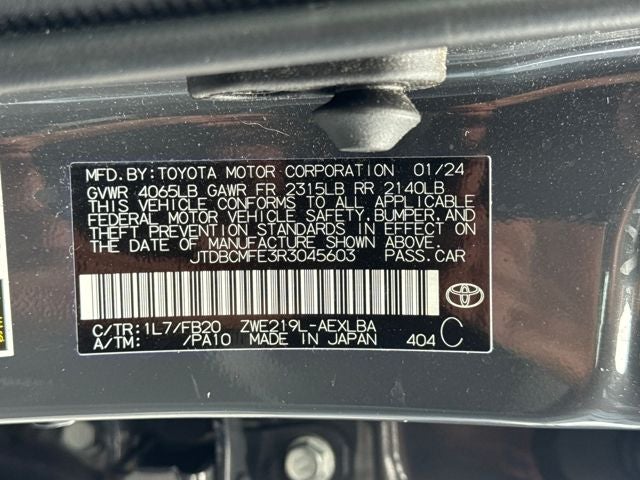 MFD. BY: TOYOTA MOTOR CORPORATION 01/24
GVWR 4065LB GAWR FR 2315LB RR 2140LB
THIS VEHICLE CONFORMS TO ALL APPLICABLE
FEDERAL MOTOR VEHICLE SAFETY, BUMPER, AND
THEFT PREVENTION STANDARDS IN EFFECT ON
THE DATE OF MANUFACTURE SHOWN ABOVE.
JTDBCMFE3R3045603 PASS. CAR
C/TR: 1L7/FB20 ZWE219L-AEXLBA
A/TM: /PA10 MADE IN JAPAN 404 C